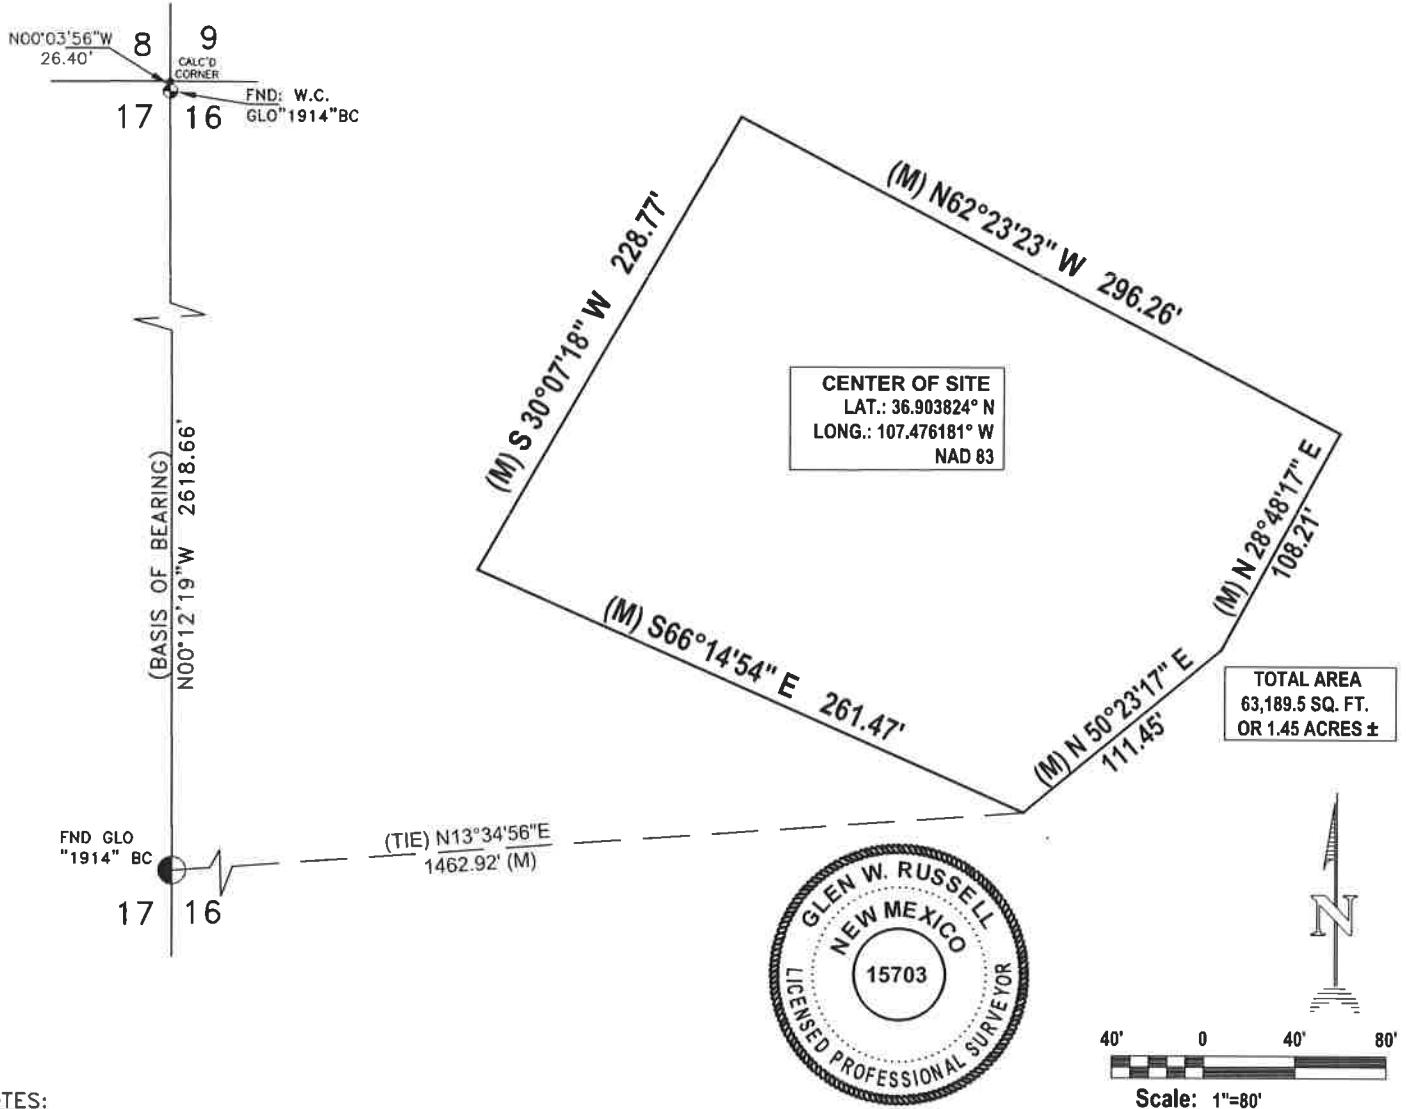 N00°03'56"W
26.40'
8
9
CALC'D
CORNER
17
16
FND: W.C.
GLO"1914"BC
(M) N62°23'23" W 296.26'
(M) S 30°07'18" W 228.77'
CENTER OF SITE
LAT.: 36.903824° N
LONG.: 107.476181° W
NAD 83
(BASIS OF BEARING)
N00°12'19"W 2618.66'
(M) N 28°48'17" E
108.21'
(M) S66°14'54" E 261.47'
(M) N 50°23'17" E
111.45'
TOTAL AREA
63,189.5 SQ. FT.
OR 1.45 ACRES ±
FND GLO
"1914" BC
(TIE) N13°34'56"E
1462.92' (M)
17
16
GLEN W. RUSSELL
NEW MEXICO
15703
LICENSED PROFESSIONAL SURVEYOR
N
40' 0 40' 80'
Scale: 1"=80'
TES: